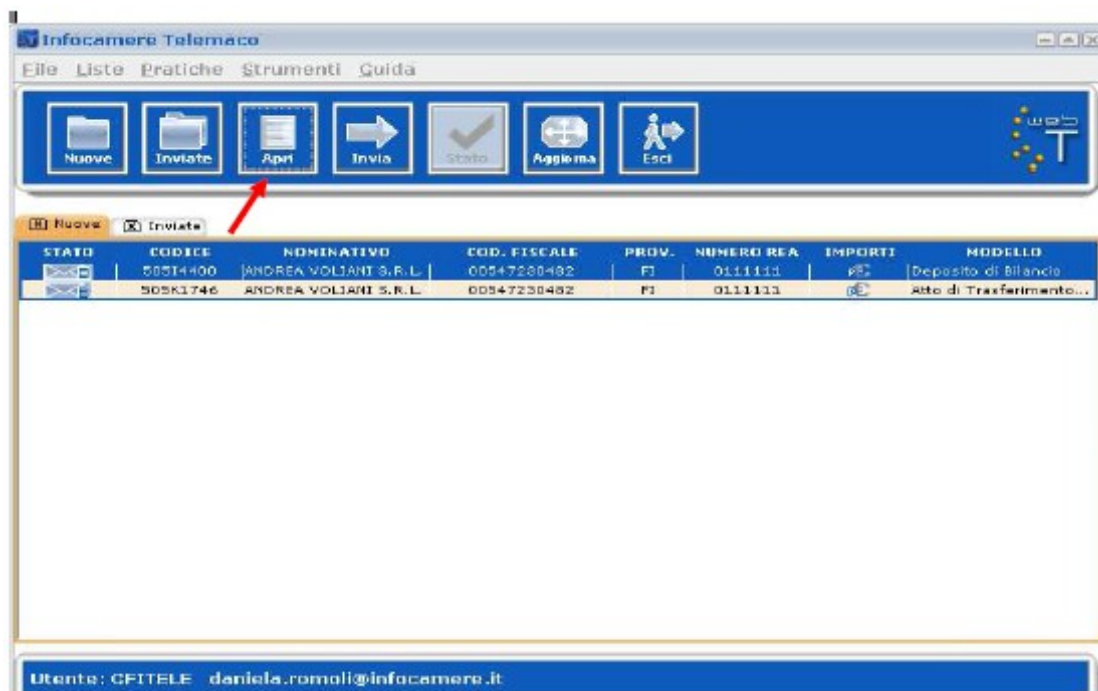 Infocamere Telemaco
File Liste Pratiche Strumenti Guida
Nuove Inviate Apri Invia Stato Aggiorna Esci
web T
Nuove Inviate
STATO CODICE NOMINATIVO COD. FISCALE PROV. NUMERO REA IMPORTI MODELLO
505I4400 ANDREA VOLIANI S.R.L. 00547230482 FI 0111111 Deposito di Bilancio
505K1746 ANDREA VOLIANI S.R.L. 00547230482 FI 0111111 Atto di Trasferimento...
Utente: CFITELE daniela.romoli@infocamere.it